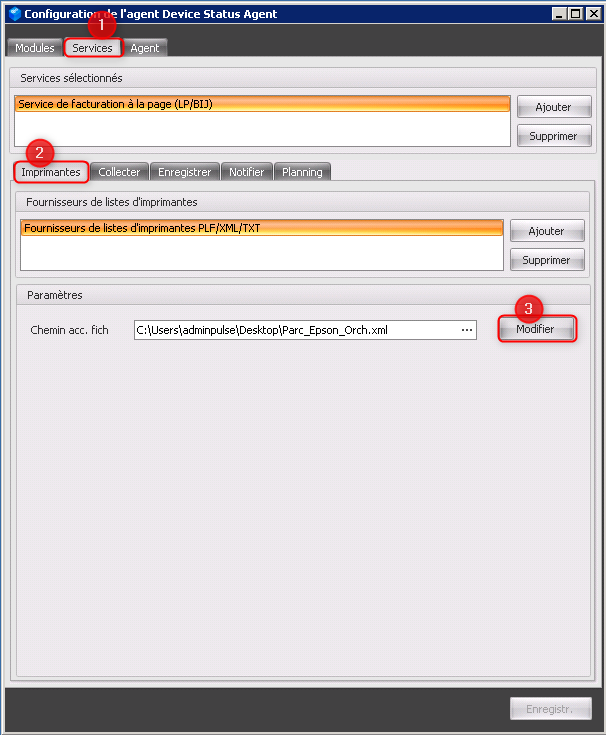 Configuration de l'agent Device Status Agent
1
Modules Services Agent
Services sélectionnés
Service de facturation à la page (LP/BIJ)
Ajouter
Supprimer
2
Imprimantes Collecter Enregistrer Notifier Planning
Fournisseurs de listes d'imprimantes
Fournisseurs de listes d'imprimantes PLF/XML/TXT
Ajouter
Supprimer
Paramètres
3
Chemin acc. fich C:\Users\adminpulse\Desktop\Parc_Epson_Orch.xml ... Modifier
Enregistr.